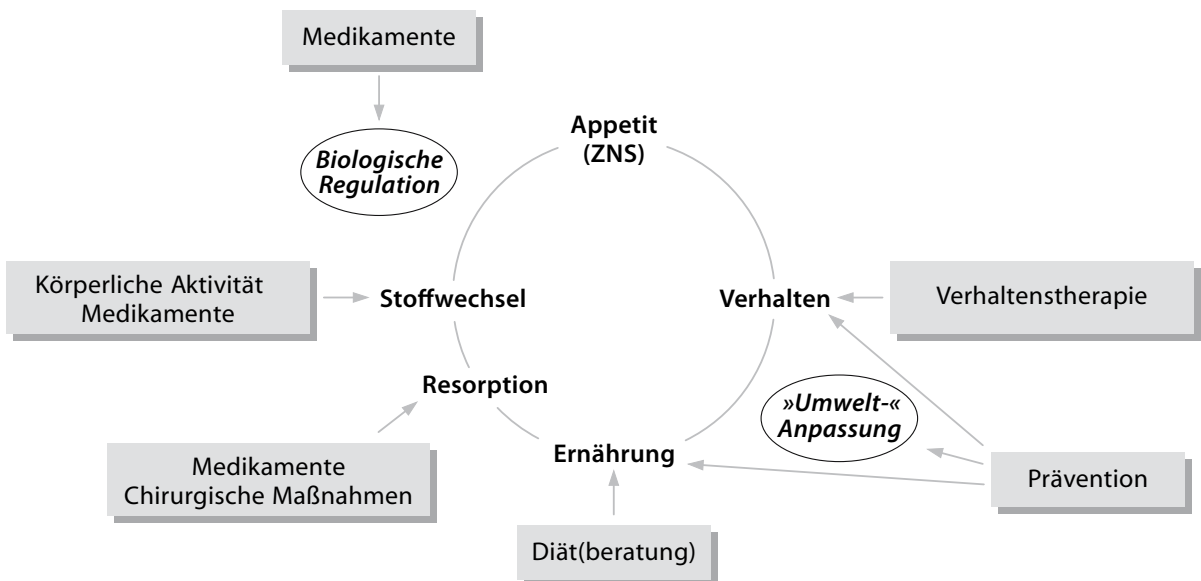 Medikamente
Appetit
(ZNS)
Biologische
Regulation
Körperliche Aktivität
Medikamente
Stoffwechsel
Verhalten
Verhaltenstherapie
Resorption
»Umwelt-«
Anpassung
Ernährung
Medikamente
Chirurgische Maßnahmen
Prävention
Diät(beratung)